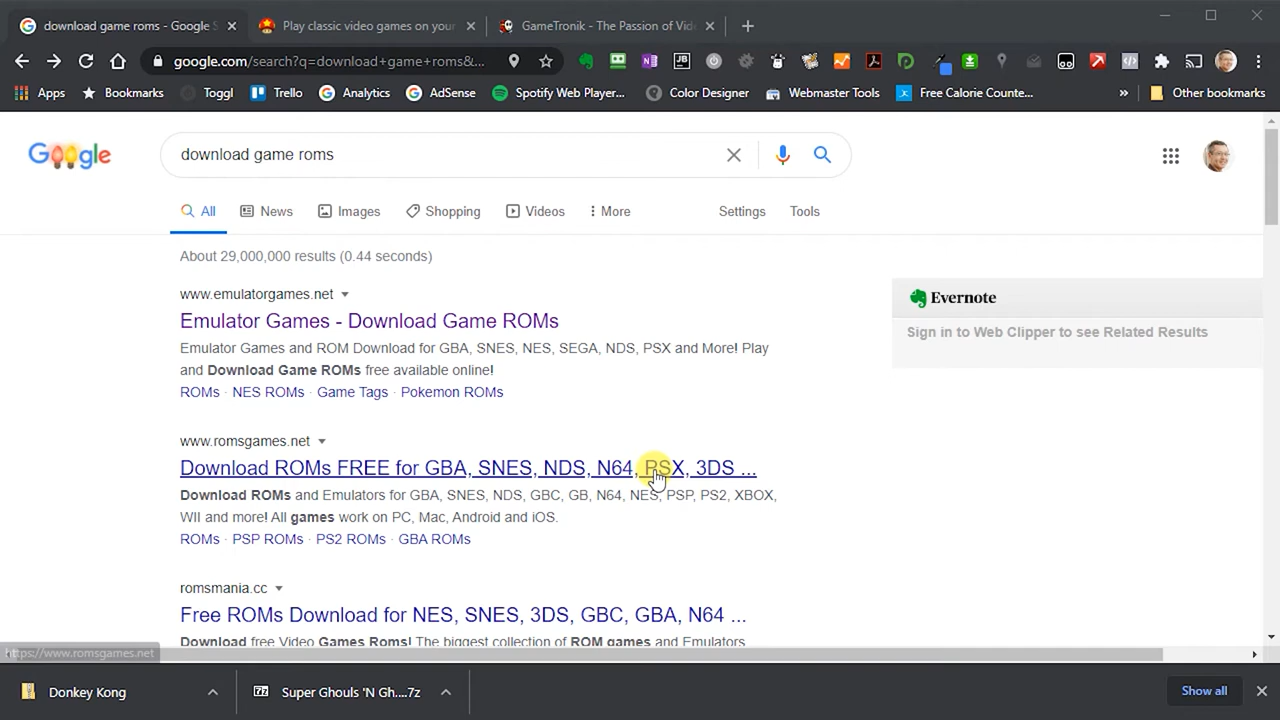 download game roms - Google S
Play classic video games on your
GameTronik - The Passion of Vid
google.com/search?q=download+game+roms&...
Apps
Bookmarks
Toggl
Trello
Analytics
AdSense
Spotify Web Player...
Color Designer
Webmaster Tools
Free Calorie Counte...
»
Other bookmarks
Google
download game roms
All
News
Images
Shopping
Videos
More
Settings
Tools
About 29,000,000 results (0.44 seconds)
www.emulatorgames.net
Emulator Games - Download Game ROMs
Emulator Games and ROM Download for GBA, SNES, NES, SEGA, NDS, PSX and More! Play
and Download Game ROMs free available online!
ROMs · NES ROMs · Game Tags · Pokemon ROMs
Evernote
Sign in to Web Clipper to see Related Results
www.romsgames.net
Download ROMs FREE for GBA, SNES, NDS, N64, PSX, 3DS ...
Download ROMs and Emulators for GBA, SNES, NDS, GBC, GB, N64, NES, PSP, PS2, XBOX,
WII and more! All games work on PC, Mac, Android and iOS.
ROMs · PSP ROMs · PS2 ROMs · GBA ROMs
romsmania.cc
Free ROMs Download for NES, SNES, 3DS, GBC, GBA, N64 ...
Download free Video Games Roms! The biggest collection of ROM games and Emulators
https://www.romsgames.net
Donkey Kong
7z
Super Ghouls 'N Gh....7z
Show all